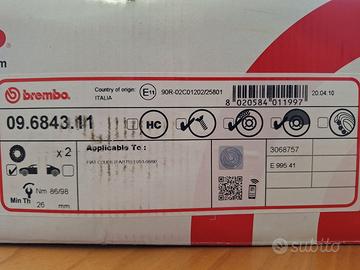 m
brembo
Country of origin:
ITALIA
E11
90R-02C01202/25801
8 020584 011997
20.04.10
09.6843.11
HC
x 2
Applicable To :
3068757
E 995 41
Nm 86/98
Min Th
26 mm
subito